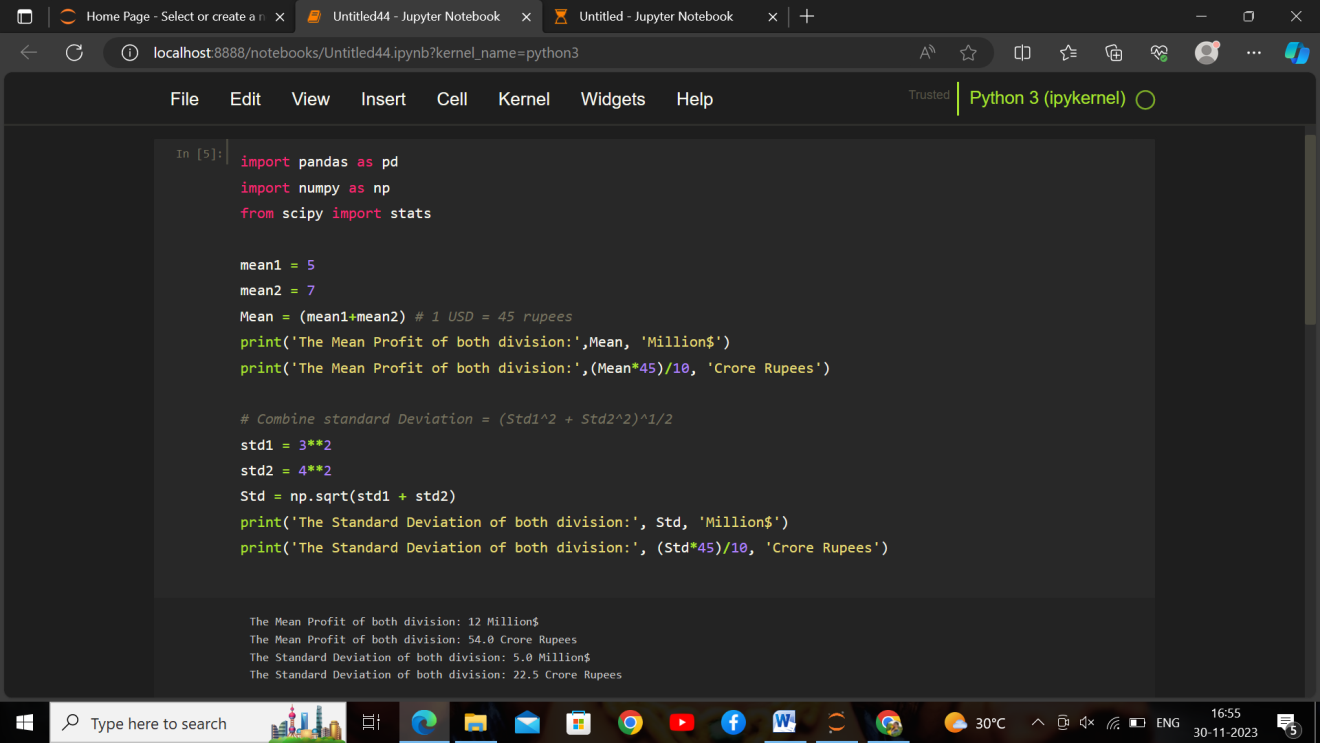 Home Page - Select or create a n
Untitled44 - Jupyter Notebook
Untitled - Jupyter Notebook
localhost:8888/notebooks/Untitled44.ipynb?kernel_name=python3
File Edit View Insert Cell Kernel Widgets Help
Trusted
Python 3 (ipykernel)
In [5]:
import pandas as pd
import numpy as np
from scipy import stats
mean1 = 5
mean2 = 7
Mean = (mean1+mean2) # 1 USD = 45 rupees
print('The Mean Profit of both division:',Mean, 'Million$')
print('The Mean Profit of both division:',(Mean*45)/10, 'Crore Rupees')
# Combine standard Deviation = (Std1^2 + Std2^2)^1/2
std1 = 3**2
std2 = 4**2
Std = np.sqrt(std1 + std2)
print('The Standard Deviation of both division:', Std, 'Million$')
print('The Standard Deviation of both division:', (Std*45)/10, 'Crore Rupees')
The Mean Profit of both division: 12 Million$
The Mean Profit of both division: 54.0 Crore Rupees
The Standard Deviation of both division: 5.0 Million$
The Standard Deviation of both division: 22.5 Crore Rupees
Type here to search
30°C
ENG
16:55
30-11-2023
5